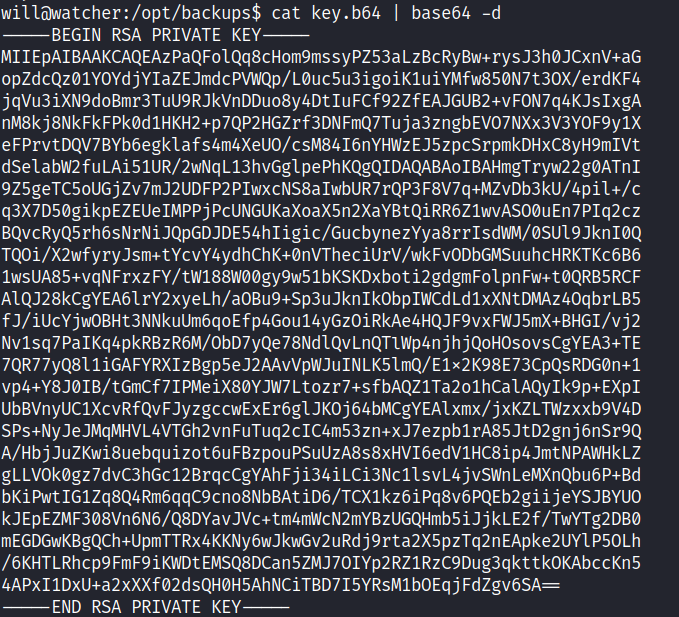 will@watcher:/opt/backups$ cat key.b64 | base64 -d
-----BEGIN RSA PRIVATE KEY-----
MIIEpAIBAAKCAQEAzPaQFolQq8cHom9mssyPZ53aLzBcRyBw+rysJ3h0JCxnV+aG
opZdcQz01YOYdjYIaZEJmdcPVWQp/L0uc5u3igoiK1uiYMfw850N7t3OX/erdKF4
jqVu3iXN9doBmr3TuU9RJkVnDDuo8y4DtIuFCf92ZfEAJGUB2+vFON7q4KJsIxgA
nM8kj8NkFkFPk0d1HKH2+p7QP2HGZrf3DNFmQ7Tuja3zngbEVO7NXx3V3YOF9y1X
eFPrvtDQV7BYb6egklafs4m4XeUO/csM84I6nYHWzEJ5zpcSrpmkDHxC8yH9mIVt
dSelabW2fuLAi51UR/2wNqL13hvGglpePhKQgQIDAQABAoIBAHmgTryw22g0ATnI
9Z5geTC5oUGjZv7mJ2UDFP2PIwxcNS8aIwbUR7rQP3F8V7q+MZvDb3kU/4pil+/c
q3X7D50gikpEZEUeIMPPjPcUNGUKaXoaX5n2XaYBtQiRR6Z1wvASO0uEn7PIq2cz
BQvcRyQ5rh6sNrNiJQpGDJDE54hIigic/GucbynezYya8rrIsdWM/0SUl9JknI0Q
TQOi/X2wfyryJsm+tYcvY4ydhChK+0nVTheciUrV/wkFvODbGMSuuhcHRKTKc6B6
1wsUA85+vqNFrxzFY/tW188W00gy9w51bKSKDxboti2gdgmFolpnFw+t0QRB5RCF
AlQJ28kCgYEA6lrY2xyeLh/aOBu9+Sp3uJknIkObpIWCdLd1xXNtDMAz4OqbrLB5
fJ/iUcYjwOBHt3NNkuUm6qoEfp4Gou14yGzOiRkAe4HQJF9vxFWJ5mX+BHGI/vj2
Nv1sq7PaIKq4pkRBzR6M/ObD7yQe78NdlQvLnQTlWp4njhjQoHOsovsCgYEA3+TE
7QR77yQ8l1iGAFYRXIzBgp5eJ2AAvVpWJuINLK5lmQ/E1×2K98E73CpQsRDG0n+1
vp4+Y8J0IB/tGmCf7IPMeiX80YJW7Ltozr7+sfbAQZ1Ta2o1hCalAQyIk9p+EXpI
UbBVnyUC1XcvRfQvFJyzgccwExEr6glJKOj64bMCgYEAlxmx/jxKZLTWzxxb9V4D
SPs+NyJeJMqMHVL4VTGh2vnFuTuq2cIC4m53zn+xJ7ezpb1rA85JtD2gnj6nSr9Q
A/HbjJuZKwi8uebquizot6uFBzpouPSuUzA8s8xHVI6edV1HC8ip4JmtNPAWHkLZ
gLLVOk0gz7dvC3hGc12BrqcCgYAhFji34iLCi3Nc1lsvL4jvSWnLeMXnQbu6P+Bd
bKiPwtIG1Zq8Q4Rm6qqC9cno8NbBAtiD6/TCX1kz6iPq8v6PQEb2giijeYSJBYUO
kJEpEZMF308Vn6N6/Q8DYavJVc+tm4mWcN2mYBzUGQHmb5iJjkLE2f/TwYTg2DB0
mEGDGwKBgQCh+UpmTTRx4KKNy6wJkwGv2uRdj9rta2X5pzTq2nEApke2UYlP5OLh
/6KHTLRhcp9FmF9iKWDtEMSQ8DCan5ZMJ7OIYp2RZ1RzC9Dug3qkttkOKAbccKn5
4APxI1DxU+a2xXXf02dsQH0H5AhNCiTBD7I5YRsM1bOEqjFdZgv6SA==
-----END RSA PRIVATE KEY-----